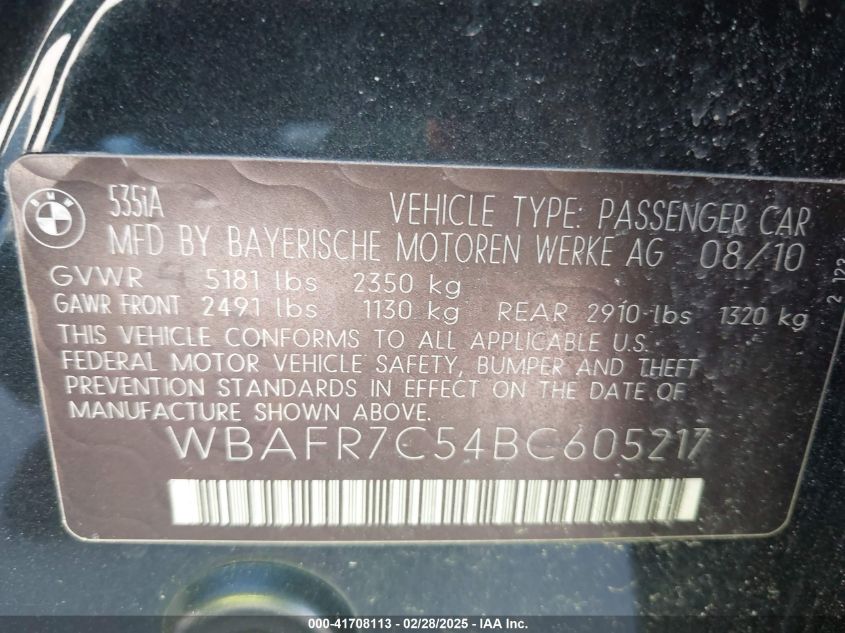 BMW
535iA
VEHICLE TYPE: PASSENGER CAR
MFD BY BAYERISCHE MOTOREN WERKE AG 08/10
GVWR 5181 lbs 2350 kg
GAWR FRONT 2491 lbs 1130 kg REAR 2910 lbs 1320 kg
THIS VEHICLE CONFORMS TO ALL APPLICABLE U.S.
FEDERAL MOTOR VEHICLE SAFETY, BUMPER AND THEFT
PREVENTION STANDARDS IN EFFECT ON THE DATE OF
MANUFACTURE SHOWN ABOVE.
WBAFR7C54BC605217
000-41708113 - 02/28/2025 - IAA Inc.